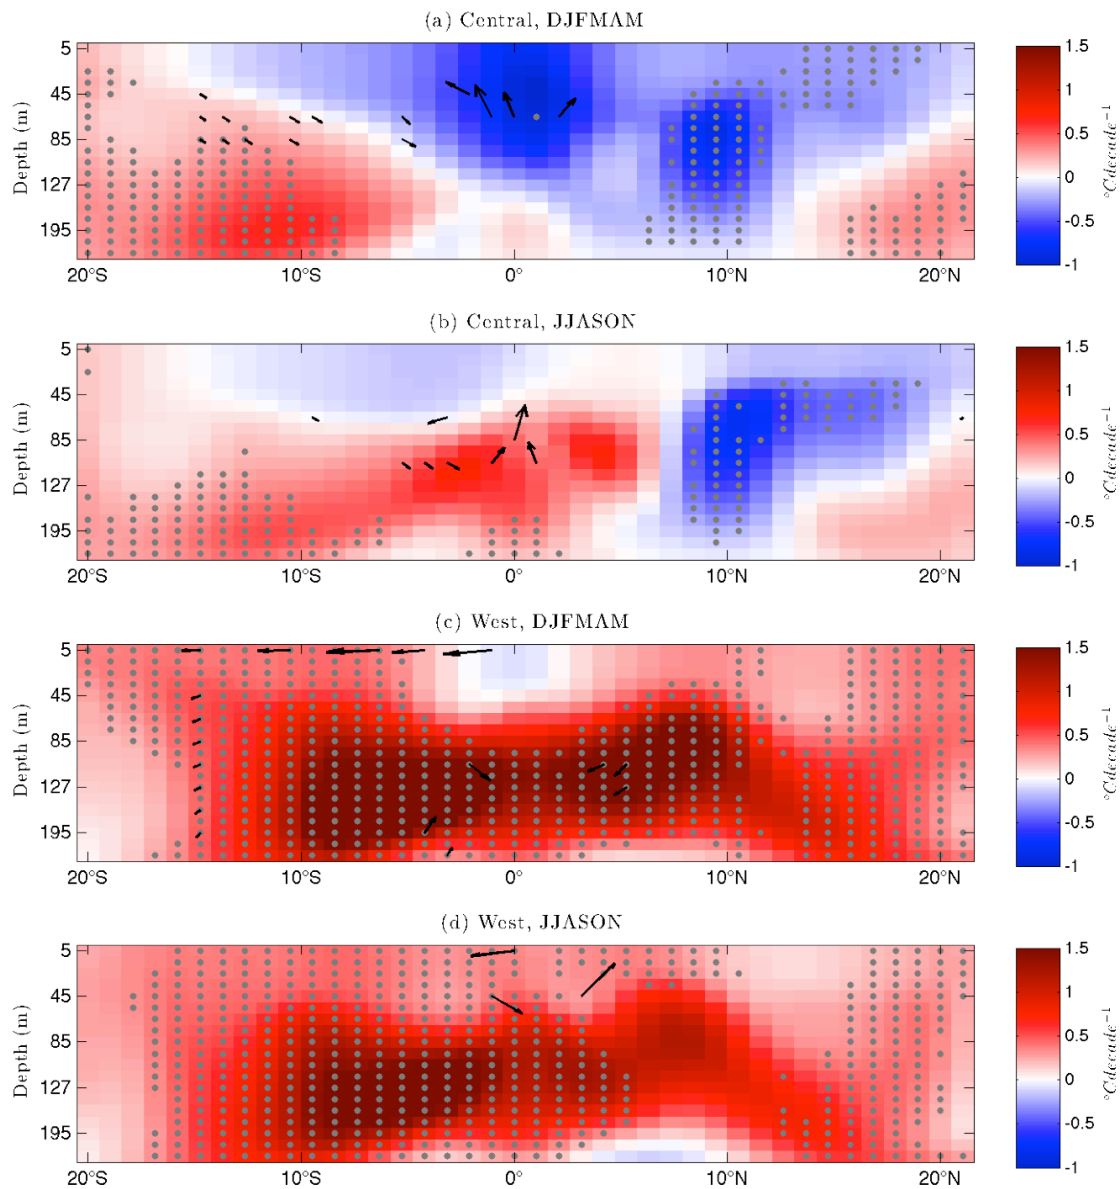 (a) Central, DJFMAM
Depth (m)
5
45
85
127
195
20°S
10°S
0°
10°N
20°N
1.5
1
0.5
0
-0.5
-1
°Cdecade⁻¹
(b) Central, JJASON
Depth (m)
5
45
85
127
195
20°S
10°S
0°
10°N
20°N
1.5
1
0.5
0
-0.5
-1
°Cdecade⁻¹
(c) West, DJFMAM
Depth (m)
5
45
85
127
195
20°S
10°S
0°
10°N
20°N
1.5
1
0.5
0
-0.5
-1
°Cdecade⁻¹
(d) West, JJASON
Depth (m)
5
45
85
127
195
20°S
10°S
0°
10°N
20°N
1.5
1
0.5
0
-0.5
-1
°Cdecade⁻¹